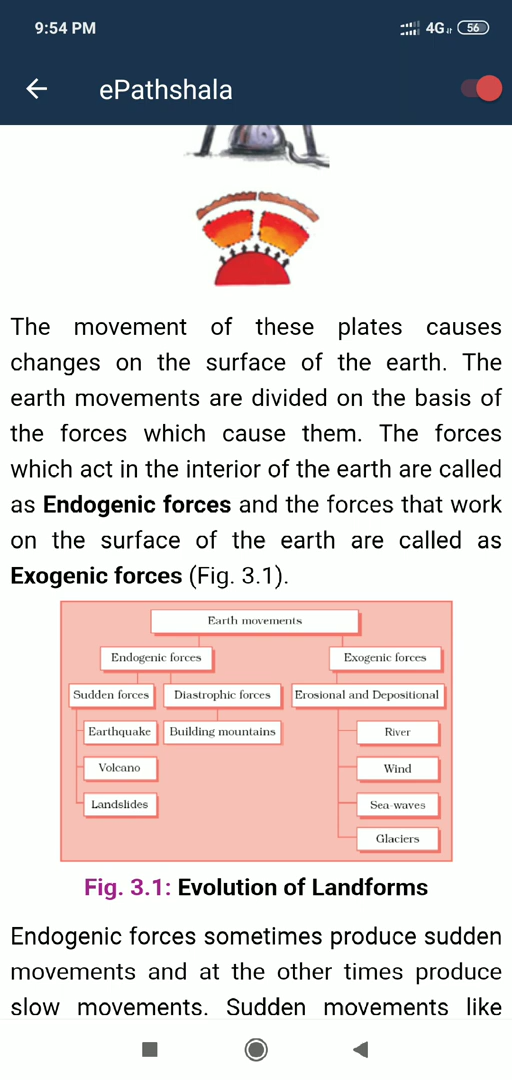 9:54 PM 4G 56
ePathshala
The movement of these plates causes
changes on the surface of the earth. The
earth movements are divided on the basis of
the forces which cause them. The forces
which act in the interior of the earth are called
as Endogenic forces and the forces that work
on the surface of the earth are called as
Exogenic forces (Fig. 3.1).
Earth movements
Endogenic forces Exogenic forces
Sudden forces Diastrophic forces Erosional and Depositional
Earthquake Building mountains River
Volcano Wind
Landslides Sea-waves
Glaciers
Fig. 3.1: Evolution of Landforms
Endogenic forces sometimes produce sudden
movements and at the other times produce
slow movements. Sudden movements like